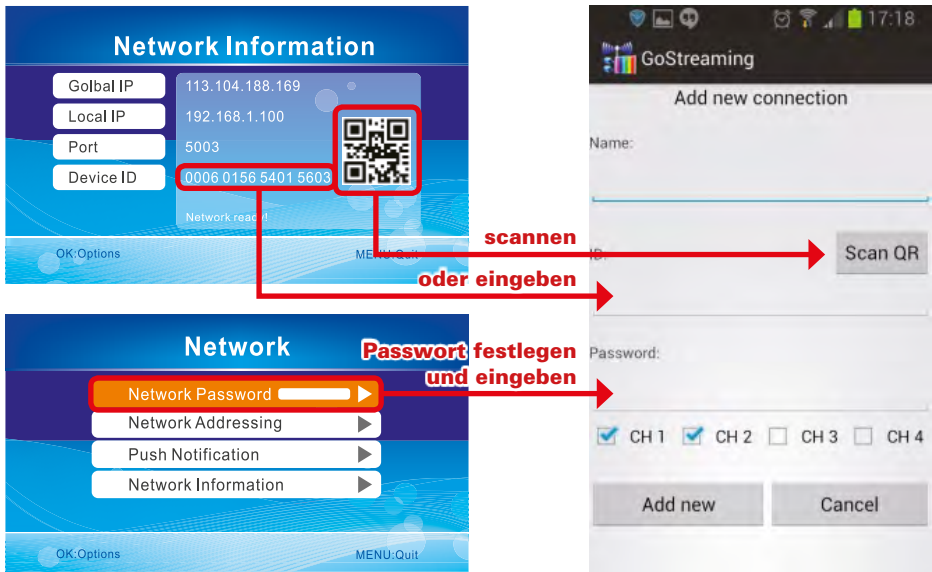 Network Information
Golbal IP 113.104.188.169
Local IP 192.168.1.100
Port 5003
Device ID 0006 0156 5401 5603
Network ready!
OK:Options MENU:Quit
scannen
oder eingeben
Network
Network Password
Network Addressing
Push Notification
Network Information
OK:Options MENU:Quit
Passwort festlegen
und eingeben
17:18
GoStreaming
Add new connection
Name:
ID:
Scan QR
Password:
CH 1 CH 2 CH 3 CH 4
Add new Cancel